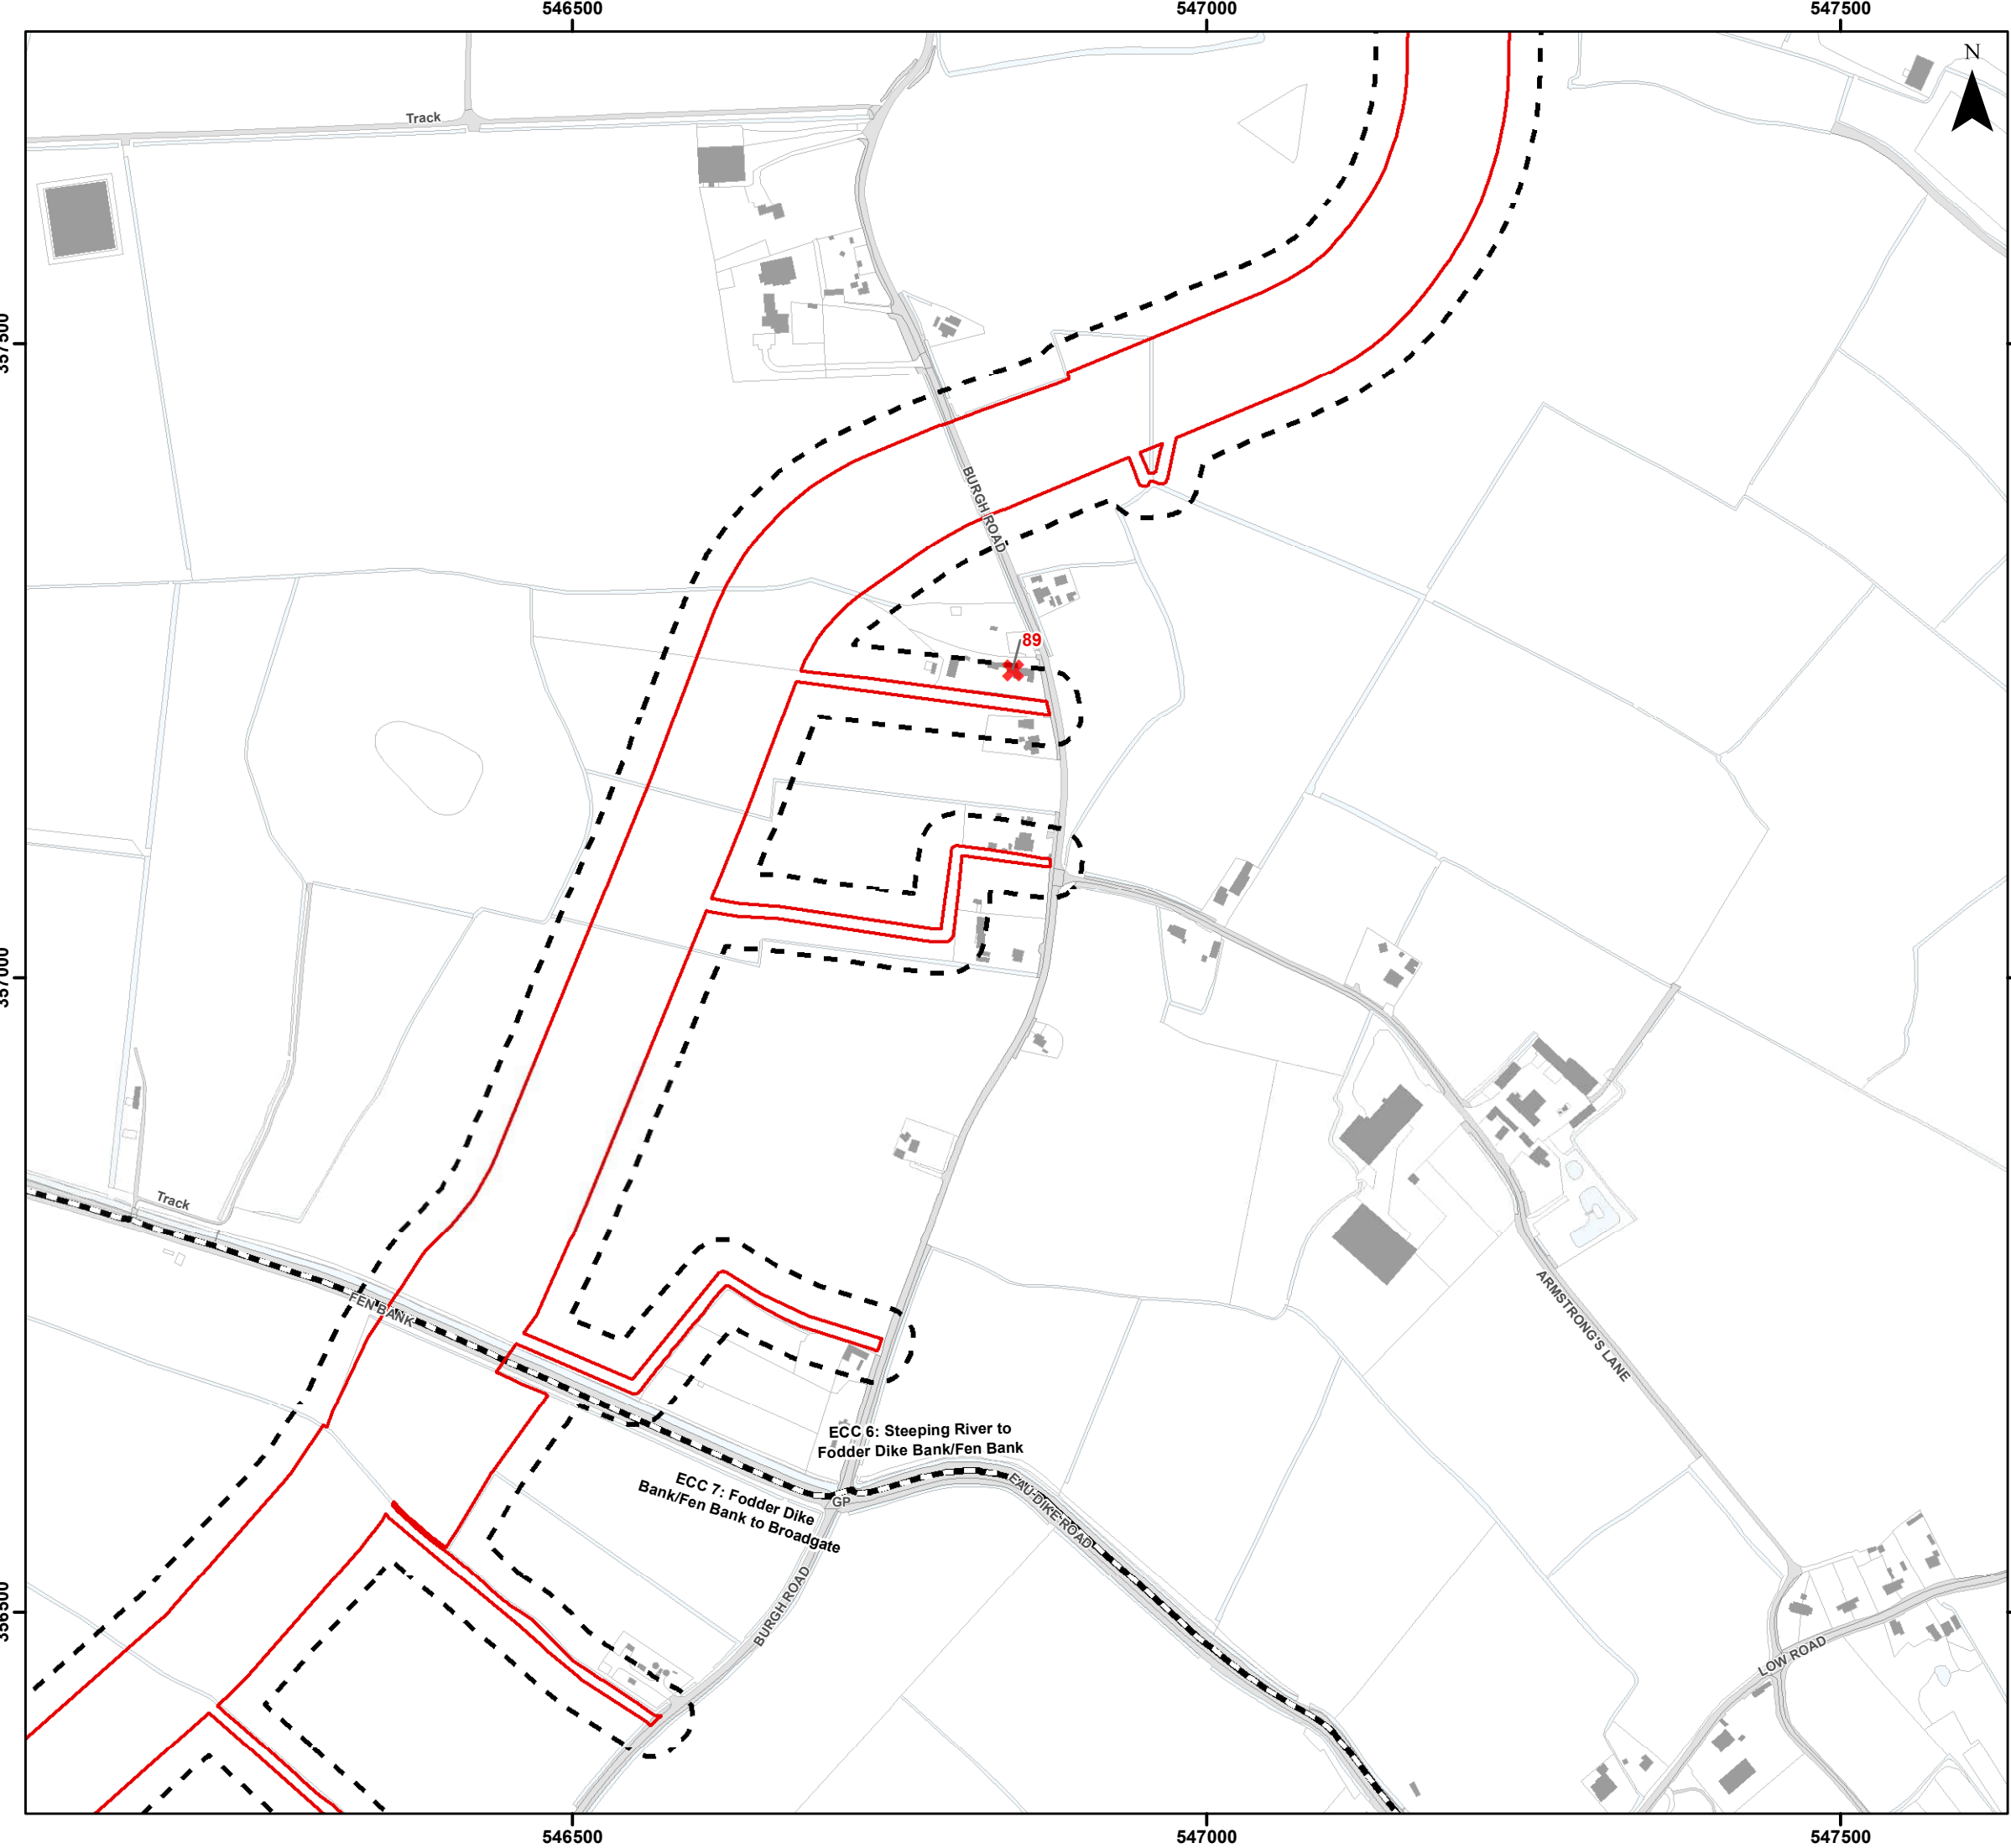 546500
547000
547500
N
Track
357500
BURGH ROAD
89
357000
Track
FEN BANK
ARMSTRONG'S LANE
ECC 6: Steeping River to
Fodder Dike Bank/Fen Bank
ECC 7: Fodder Dike
Bank/Fen Bank to Broadgate
GP
EAU DIKE ROAD
BURGH ROAD
356500
LOW ROAD
546500
547000
547500